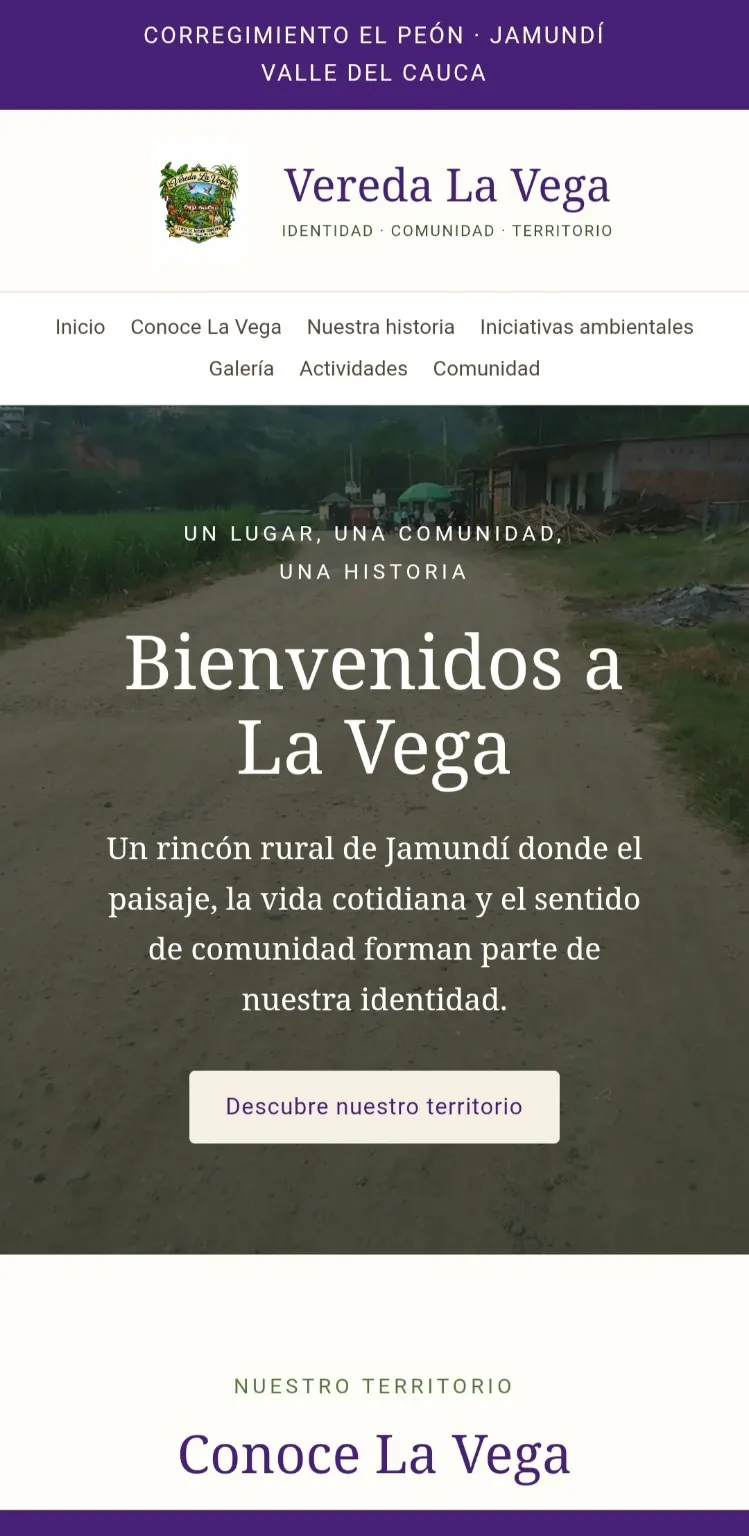 CORREGIMIENTO EL PEÓN · JAMUNDÍ
VALLE DEL CAUCA
Vereda La Vega
Vereda La Vega
IDENTIDAD · COMUNIDAD · TERRITORIO
Inicio Conoce La Vega Nuestra historia Iniciativas ambientales
Galería Actividades Comunidad
UN LUGAR, UNA COMUNIDAD,
UNA HISTORIA
Bienvenidos a
La Vega
Un rincón rural de Jamundí donde el
paisaje, la vida cotidiana y el sentido
de comunidad forman parte de
nuestra identidad.
Descubre nuestro territorio
NUESTRO TERRITORIO
Conoce La Vega